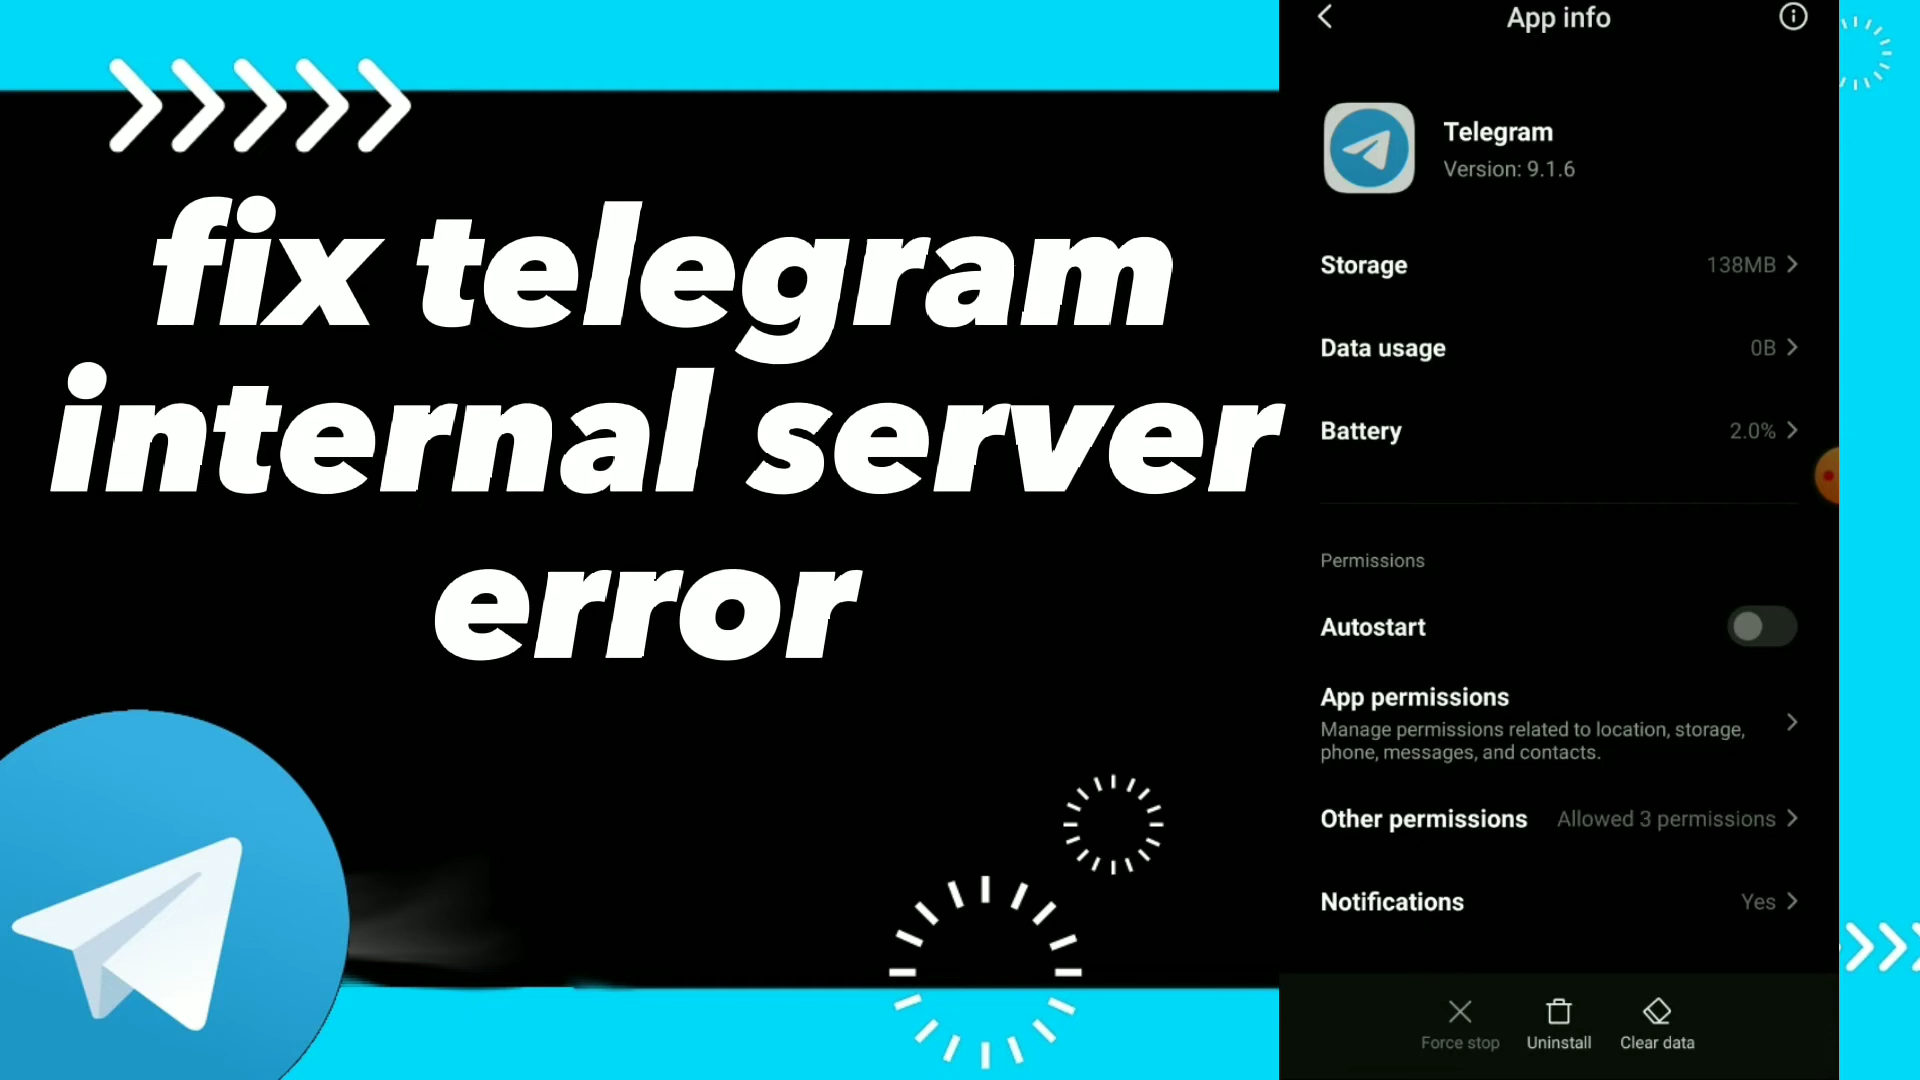 fix telegram
internal server
error
App info
Telegram
Version: 9.1.6
Storage 138MB
Data usage 0B
Battery 2.0%
Permissions
Autostart
App permissions
Manage permissions related to location, storage,
phone, messages, and contacts.
Other permissions Allowed 3 permissions
Notifications Yes
Force stop Uninstall Clear data